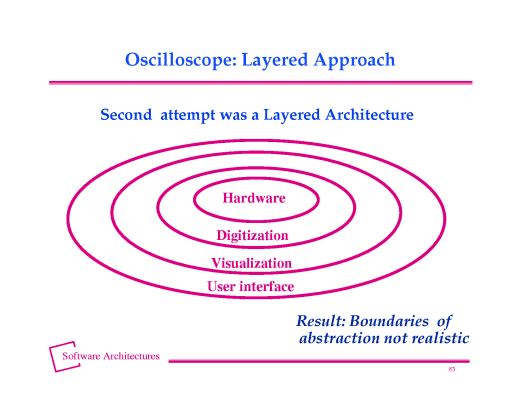 Oscilloscope: Layered Approach
Second attempt was a Layered Architecture
Hardware
Digitization
Visualization
User interface
Result: Boundaries of
abstraction not realistic
Software Architectures
83